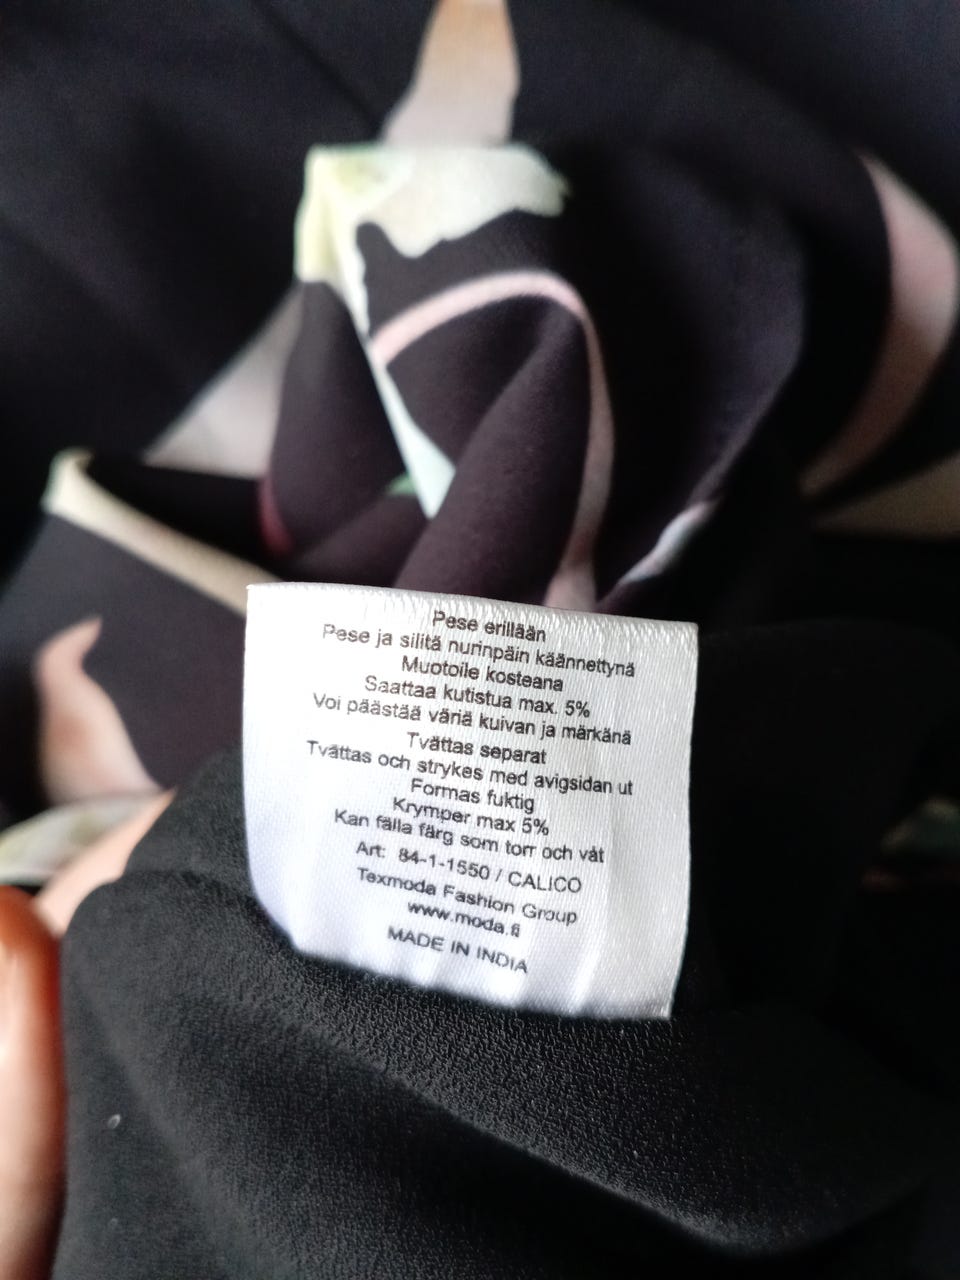 Pese erillään
Pese ja silitä nurinpäin käännettynä
Muotoile kosteana
Saattaa kutistua max. 5%
Voi päästää väriä kuivan ja märkänä
Tvättas separat
Tvättas och strykes med avigsidan ut
Formas fuktig
Krymper max 5%
Kan fälla färg som torr och våt
Art: 84-1-1550 / CALICO
Texmoda Fashion Group
www.moda.fi
MADE IN INDIA